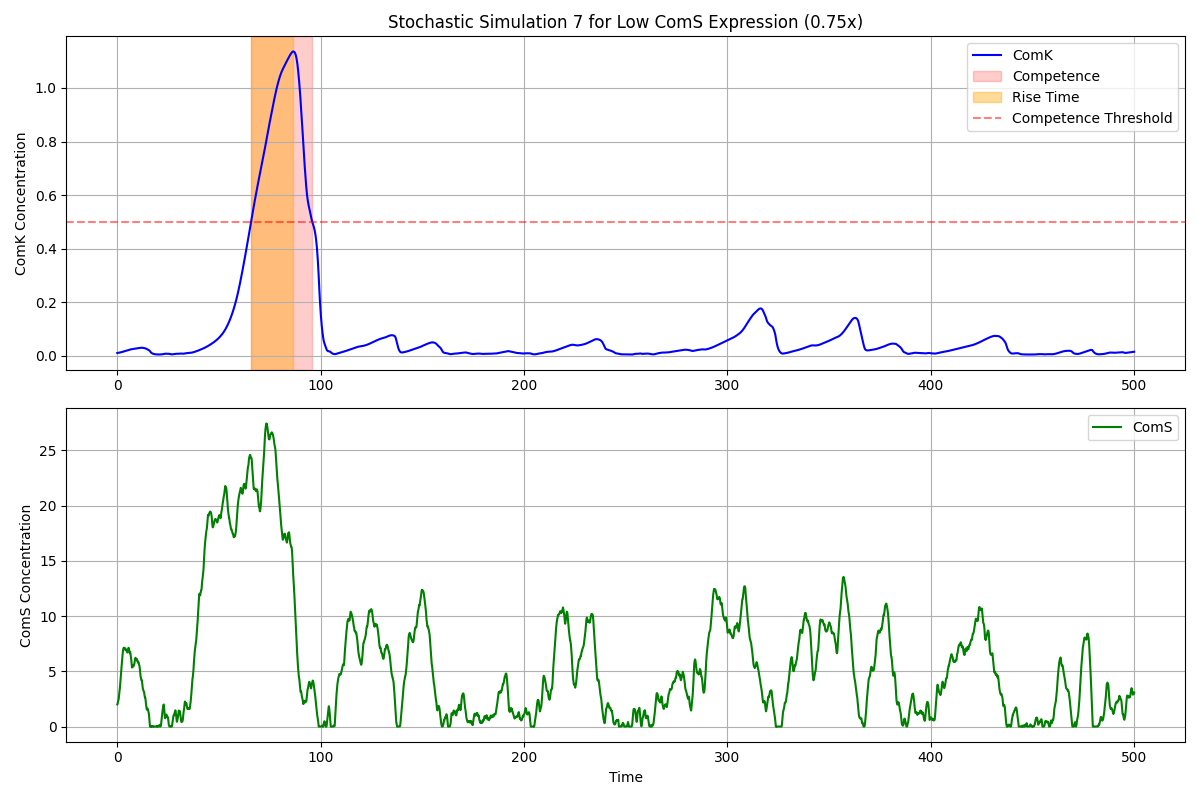 Stochastic Simulation 7 for Low ComS Expression (0.75x)
ComK Concentration
1.0
0.8
0.6
0.4
0.2
0.0
ComK
Competence
Rise Time
Competence Threshold
0 100 200 300 400 500
ComS Concentration
25
20
15
10
5
0
ComS
0 100 200 300 400 500
Time